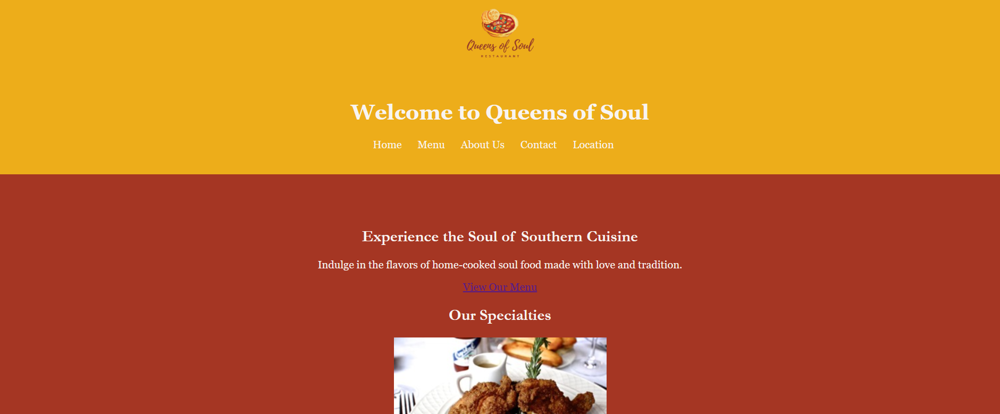 Queens of Soul
RESTAURANT
Welcome to Queens of Soul
Home Menu About Us Contact Location
Experience the Soul of Southern Cuisine
Indulge in the flavors of home-cooked soul food made with love and tradition.
View Our Menu
Our Specialties